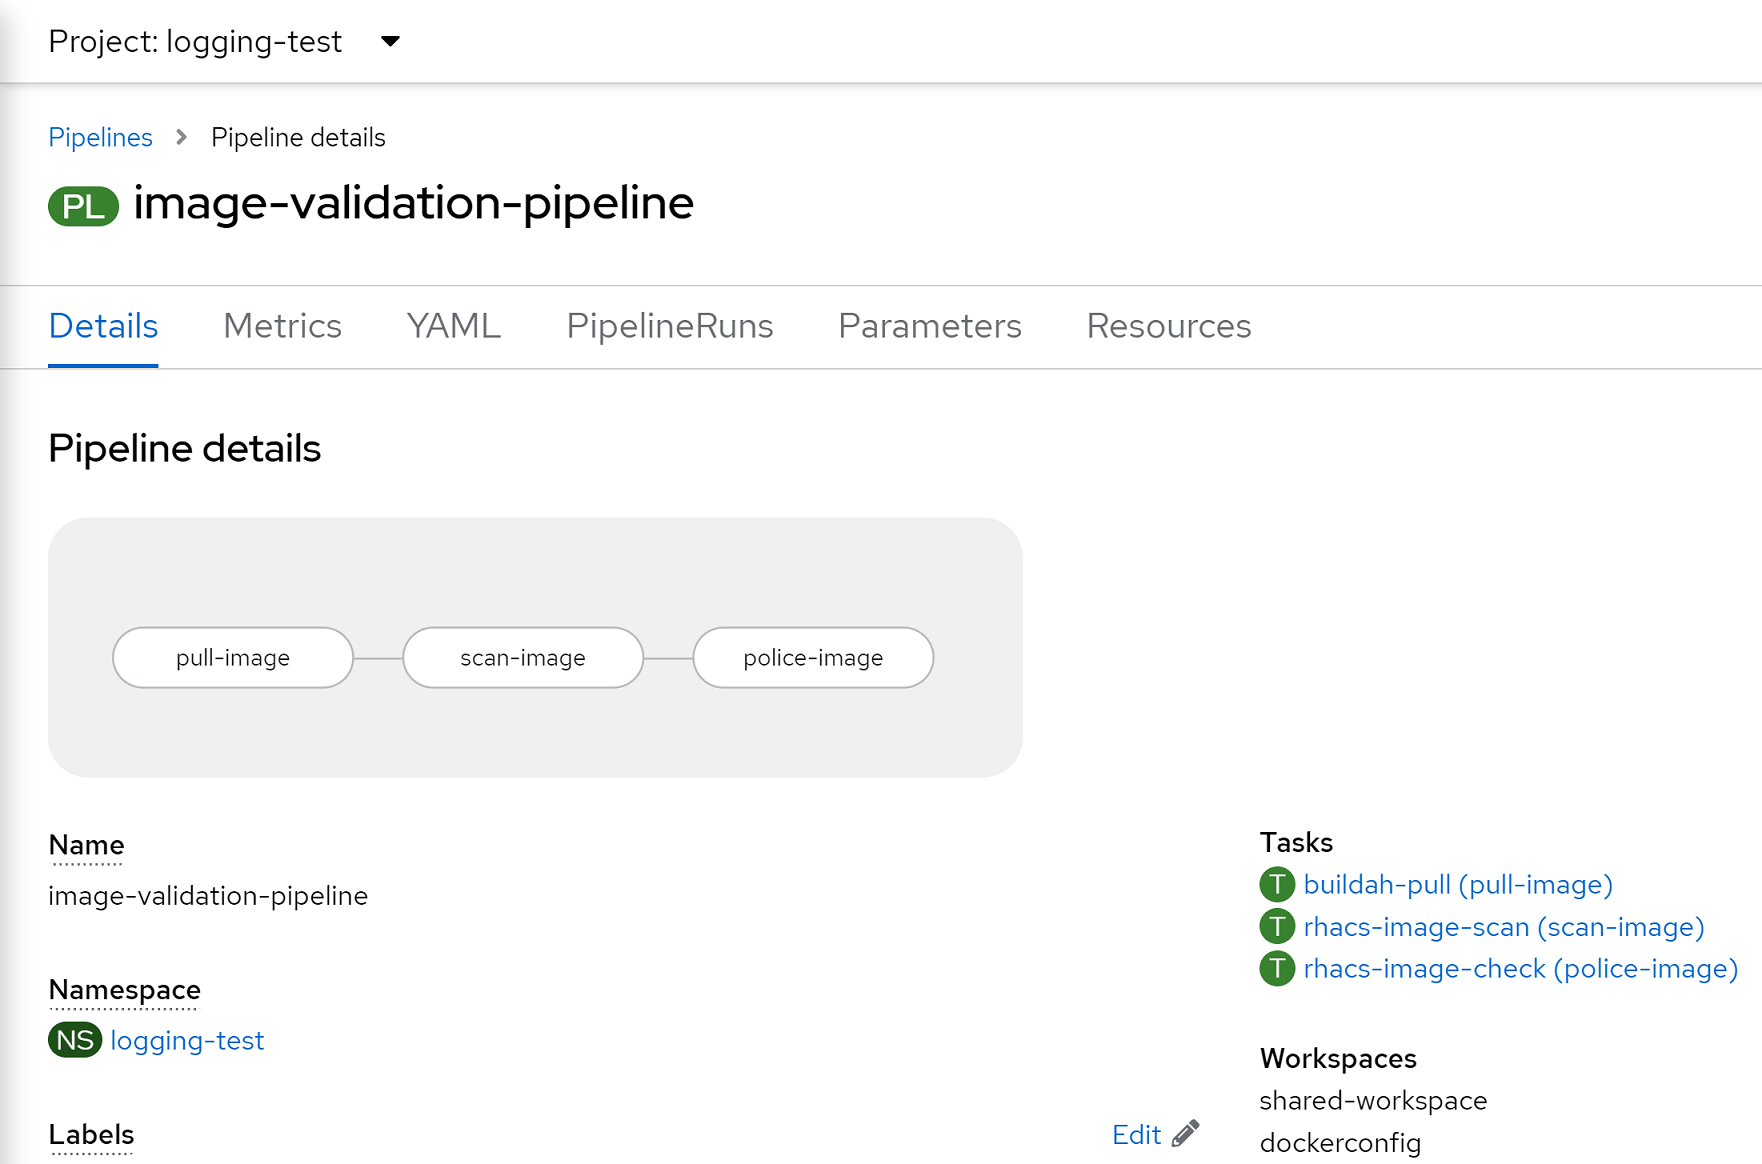 Project: logging-test
Pipelines > Pipeline details
PL image-validation-pipeline
Details Metrics YAML PipelineRuns Parameters Resources
Pipeline details
pull-image scan-image police-image
Name
image-validation-pipeline
Namespace
NS logging-test
Labels
Edit
Tasks
T buildah-pull (pull-image)
T rhacs-image-scan (scan-image)
T rhacs-image-check (police-image)
Workspaces
shared-workspace
dockerconfig